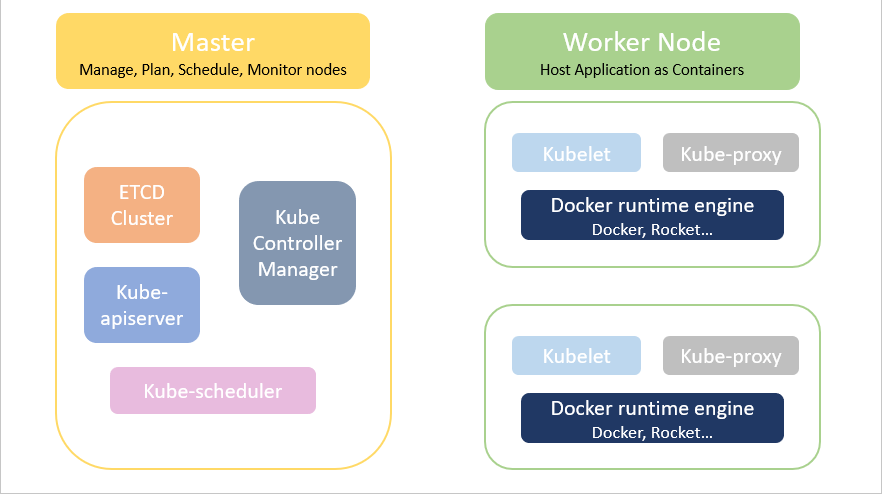 Master
Manage, Plan, Schedule, Monitor nodes
ETCD
Cluster
Kube
Controller
Manager
Kube-
apiserver
Kube-scheduler
Worker Node
Host Application as Containers
Kubelet
Kube-proxy
Docker runtime engine
Docker, Rocket...
Kubelet
Kube-proxy
Docker runtime engine
Docker, Rocket...